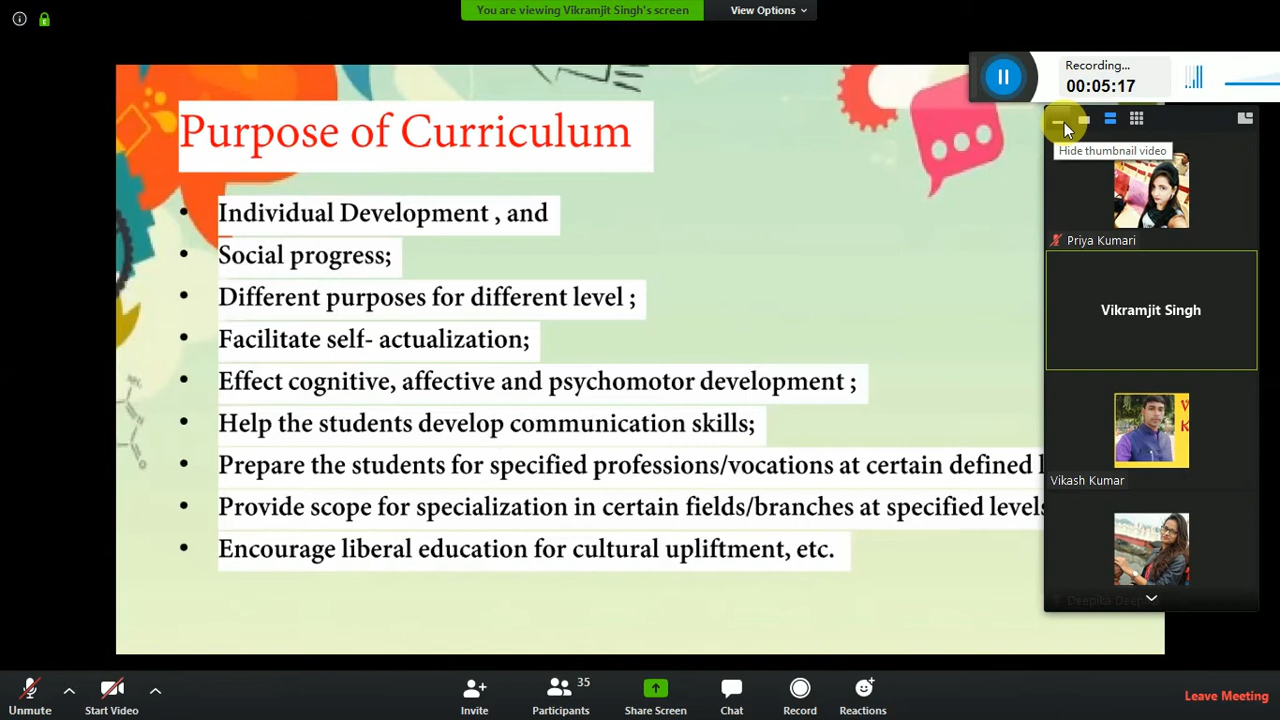 You are viewing Vikramjit Singh's screen
View Options
Recording...
00:05:17
Hide thumbnail video
Purpose of Curriculum
• Individual Development , and
• Social progress;
• Different purposes for different level ;
• Facilitate self- actualization;
• Effect cognitive, affective and psychomotor development ;
• Help the students develop communication skills;
• Prepare the students for specified professions/vocations at certain defined
• Provide scope for specialization in certain fields/branches at specified levels
• Encourage liberal education for cultural upliftment, etc.
Priya Kumari
Vikramjit Singh
Vikash Kumar
Unmute
Start Video
Invite
Participants
35
Share Screen
Chat
Record
Reactions
Leave Meeting